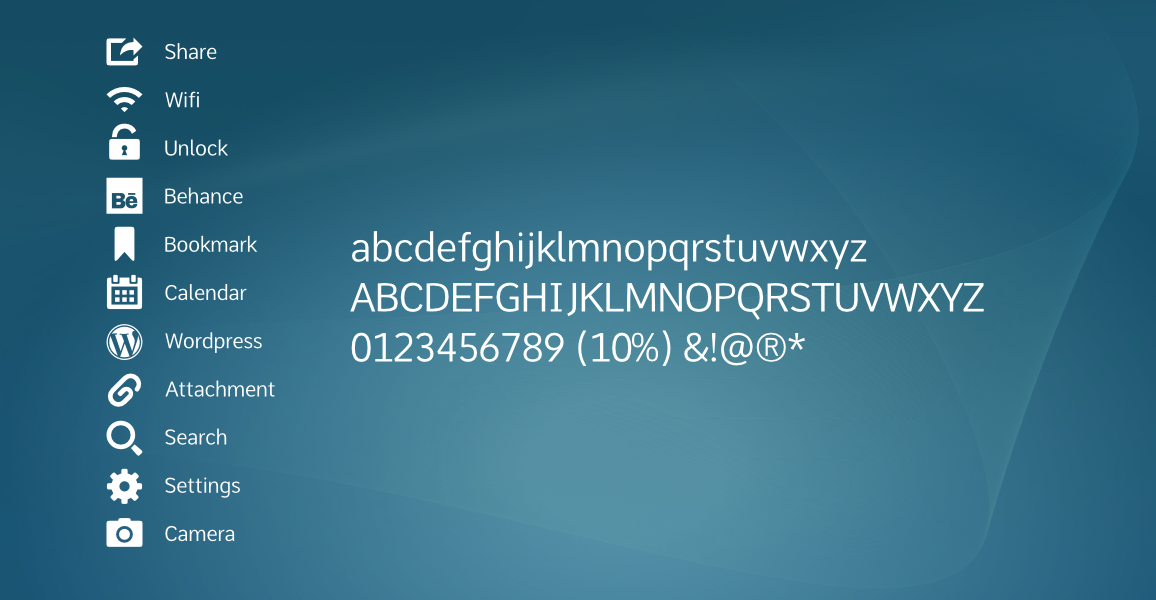 Share
Wifi
Unlock
Bē Behance
Bookmark
Calendar
W Wordpress
Attachment
Search
Settings
Camera
abcdefghijklmnopqrstuvwxyz
ABCDEFGHIJKLMNOPQRSTUVWXYZ
0123456789 (10%) &!@®*